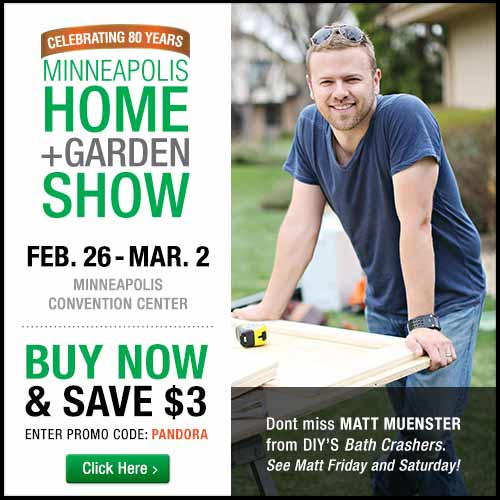 CELEBRATING 80 YEARS
MINNEAPOLIS
HOME
+GARDEN
SHOW
FEB. 26 - MAR. 2
MINNEAPOLIS
CONVENTION CENTER
BUY NOW
& SAVE $3
ENTER PROMO CODE: PANDORA
Click Here >
Dont miss MATT MUENSTER
from DIY'S Bath Crashers.
See Matt Friday and Saturday!